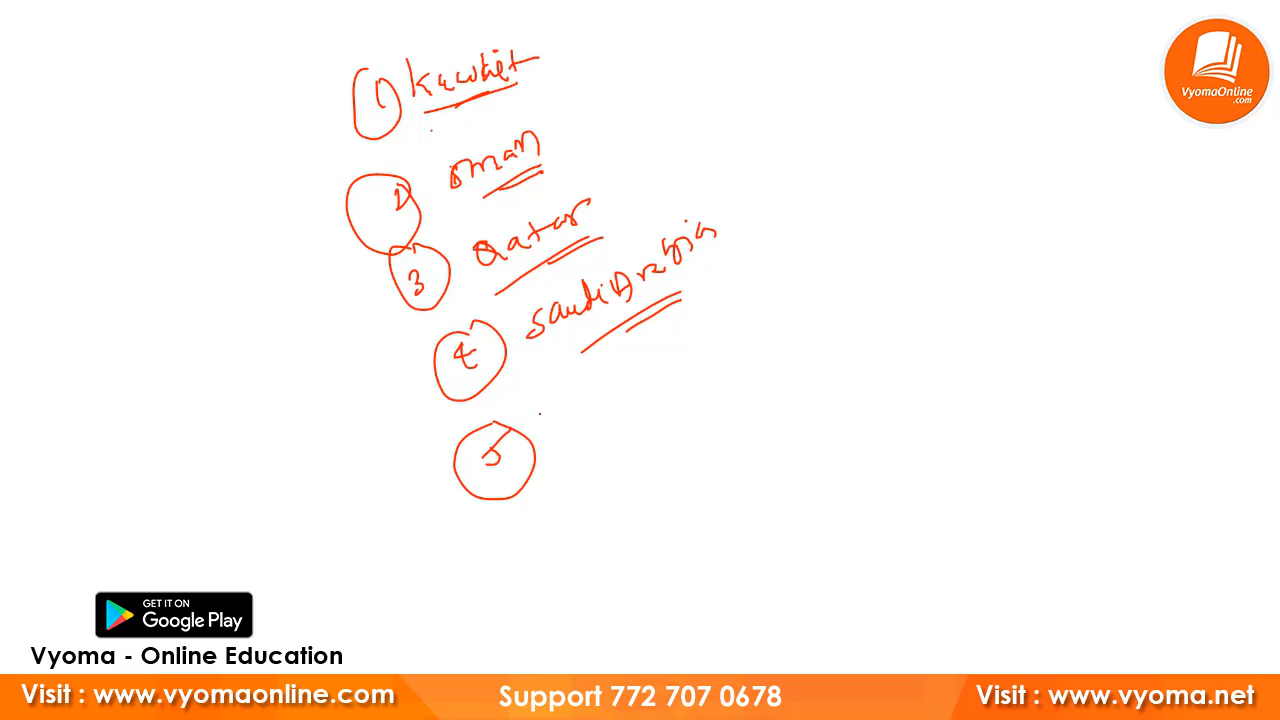 1 Kuwait
2 Oman
3 Qatar
4 Saudi Arabia
5
VyomaOnline
.com
GET IT ON
Google Play
Vyoma - Online Education
Visit : www.vyomaonline.com
Support 772 707 0678
Visit : www.vyoma.net